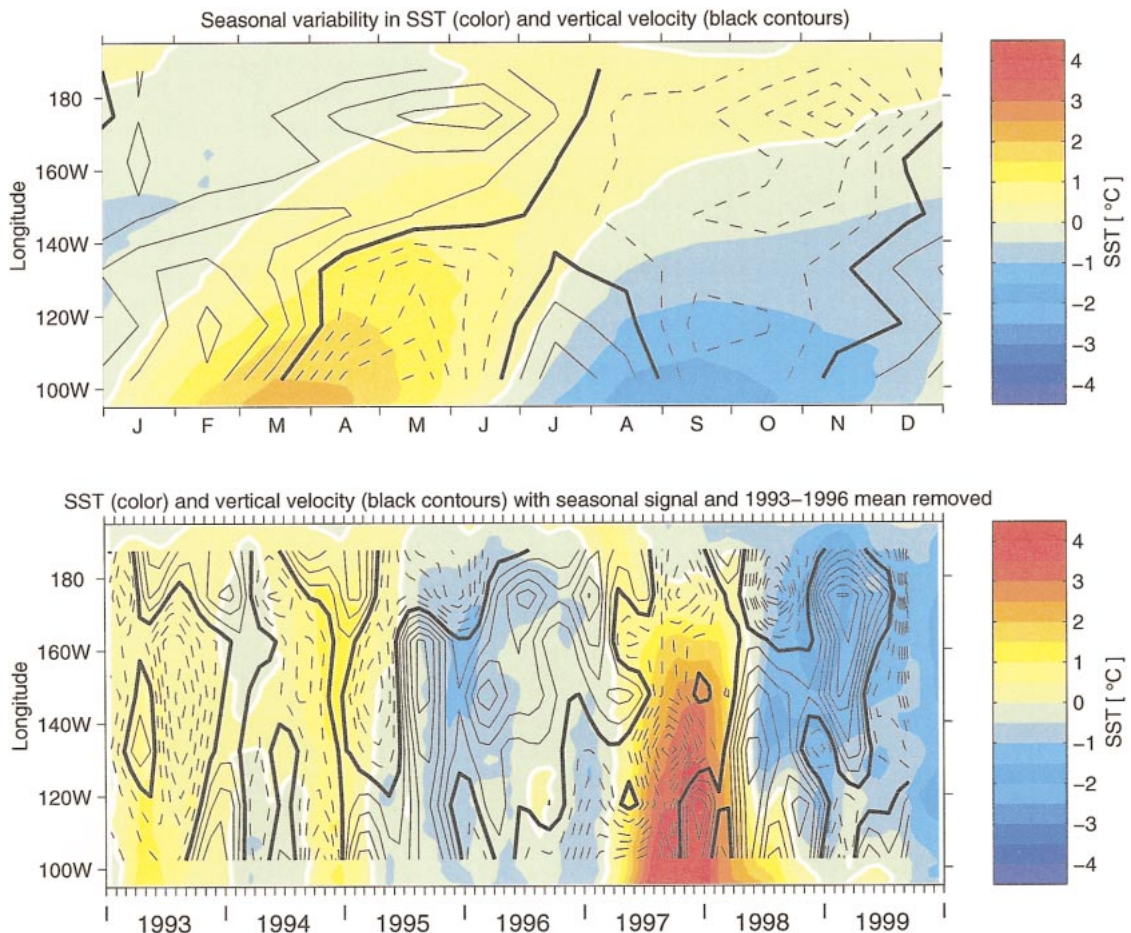 Seasonal variability in SST (color) and vertical velocity (black contours)
180
160W
140W
120W
100W
Longitude
J F M A M J J A S O N D
4
3
2
1
0
−1
−2
−3
−4
SST [ °C]
SST (color) and vertical velocity (black contours) with seasonal signal and 1993–1996 mean removed
180
160W
140W
120W
100W
Longitude
1993 1994 1995 1996 1997 1998 1999
4
3
2
1
0
−1
−2
−3
−4
SST [ °C]